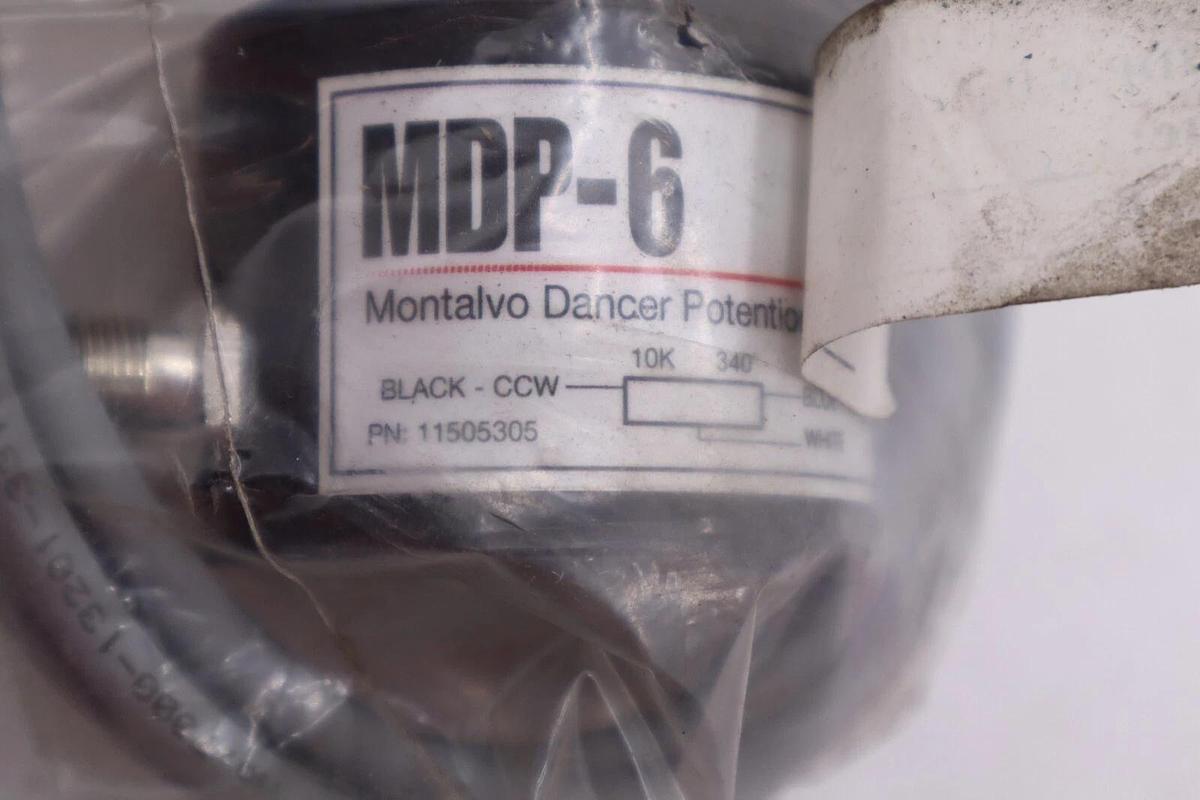 MDP-6
Montalvo Dancer Potentio
10K 340°
BLACK - CCW
WHITE
PN: 11505305